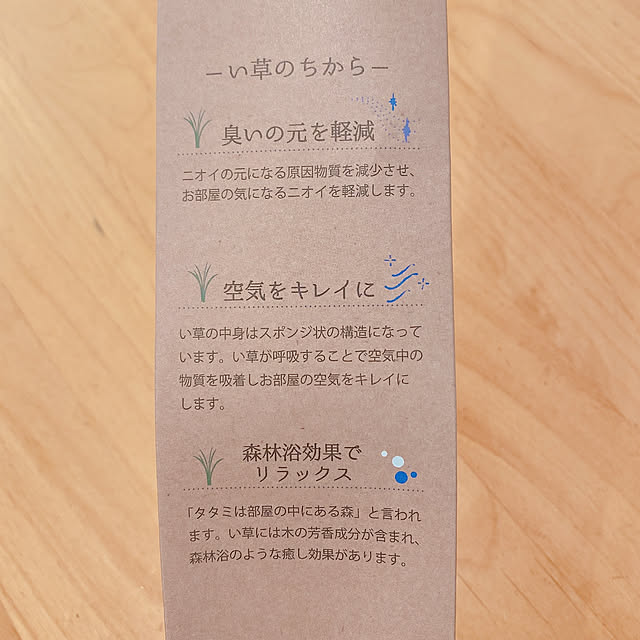 ーい草のちからー
臭いの元を軽減
ニオイの元になる原因物質を減少させ、
お部屋の気になるニオイを軽減します。
空気をキレイに
い草の中身はスポンジ状の構造になって
います。い草が呼吸することで空気中の
物質を吸着しお部屋の空気をキレイに
します。
森林浴効果で
リラックス
「タタミは部屋の中にある森」と言われ
ます。い草には木の芳香成分が含まれ、
森林浴のような癒し効果があります。